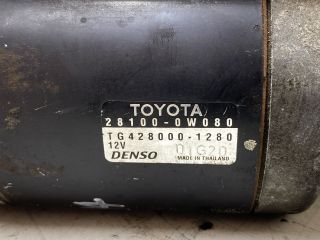 TOYOTA
28100-0W080
TG428000-1280
12V 01G20
DENSO MADE IN THAILAND